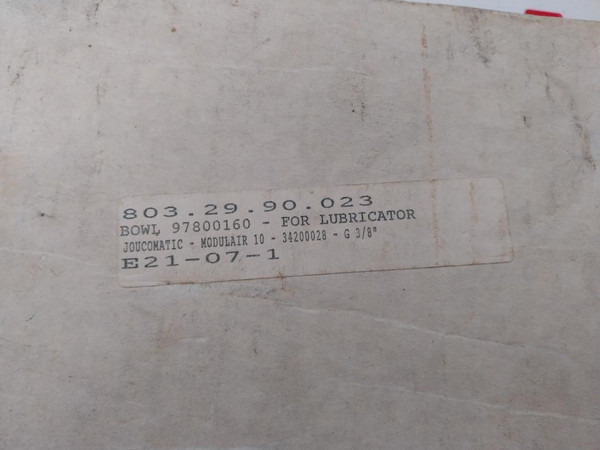 803.29.90.023
BOWL 97800160 - FOR LUBRICATOR
JOUCOMATIC - MODULAIR 10 - 34200028 - G 3/8"
E21-07-1